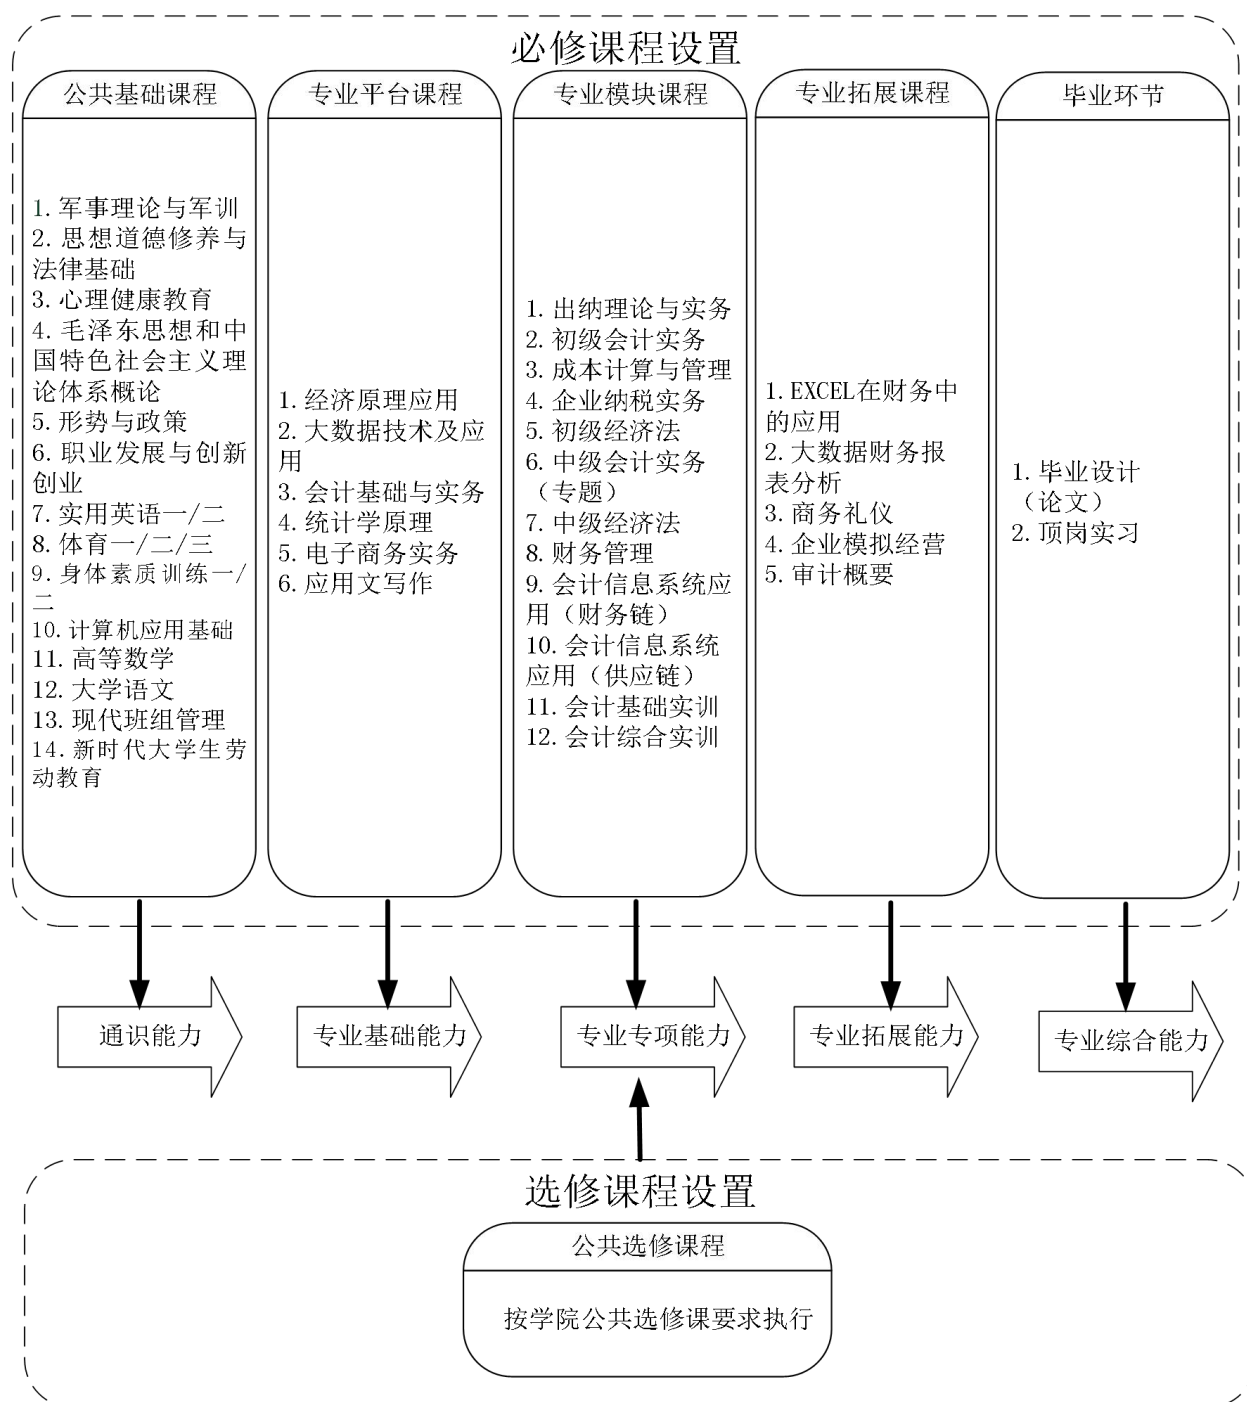 必修课程设置
公共基础课程
1.军事理论与军训
2.思想道德修养与
法律基础
3.心理健康教育
4.毛泽东思想和中
国特色社会主义理
论体系概论
5.形势与政策
6.职业发展与创新
创业
7.实用英语一/二
8.体育一/二/三
9.身体素质训练一/
二
10.计算机应用基础
11.高等数学
12.大学语文
13.现代班组管理
14.新时代大学生劳
动教育
专业平台课程
1.经济原理应用
2.大数据技术及应
用
3.会计基础与实务
4.统计学原理
5.电子商务实务
6.应用文写作
专业模块课程
1.出纳理论与实务
2.初级会计实务
3.成本计算与管理
4.企业纳税实务
5.初级经济法
6.中级会计实务
（专题）
7.中级经济法
8.财务管理
9.会计信息系统应
用（财务链）
10.会计信息系统
应用（供应链）
11.会计基础实训
12.会计综合实训
专业拓展课程
1.EXCEL在财务中
的应用
2.大数据财务报
表分析
3.商务礼仪
4.企业模拟经营
5.审计概要
毕业环节
1.毕业设计
（论文）
2.顶岗实习
通识能力
专业基础能力
专业专项能力
专业拓展能力
专业综合能力
选修课程设置
公共选修课程
按学院公共选修课要求执行